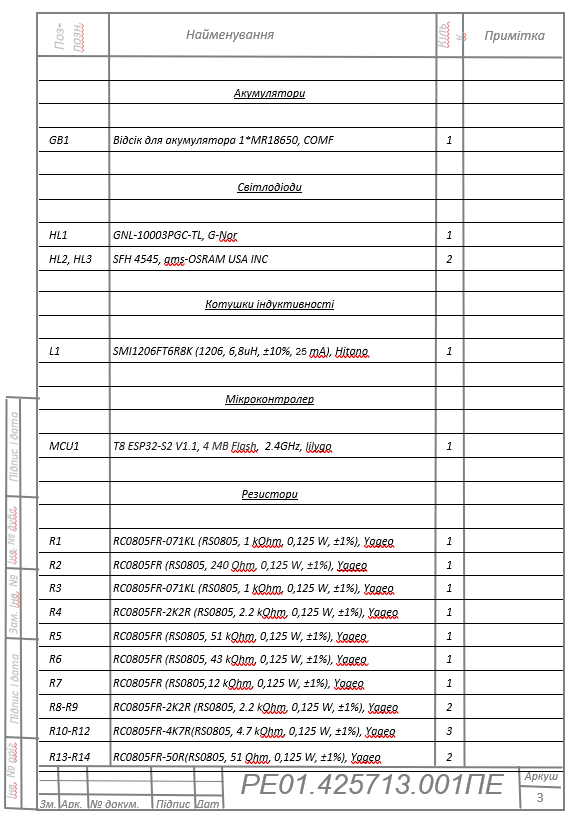 Поз-
позн.
Найменування
Кіль
к.
Примітка
Акумулятори
GB1 Відсік для акумулятора 1*MR18650, COMF 1
Світлодіоди
HL1 GNL-10003PGC-TL, G-Nor 1
HL2, HL3 SFH 4545, ams-OSRAM USA INC 2
Котушки індуктивності
L1 SMI1206FT6R8K (1206, 6,8uH, ±10%, 25 mA), Hitano 1
Мікроконтролер
MCU1 T8 ESP32-S2 V1.1, 4 MB Flash, 2.4GHz, lilygo 1
Резистори
R1 RC0805FR-071KL (RS0805, 1 kOhm, 0,125 W, ±1%), Yageo 1
R2 RC0805FR (RS0805, 240 Ohm, 0,125 W, ±1%), Yageo 1
R3 RC0805FR-071KL (RS0805, 1 kOhm, 0,125 W, ±1%), Yageo 1
R4 RC0805FR-2K2R (RS0805, 2.2 kOhm, 0,125 W, ±1%), Yageo 1
R5 RC0805FR (RS0805, 51 kOhm, 0,125 W, ±1%), Yageo 1
R6 RC0805FR (RS0805, 43 kOhm, 0,125 W, ±1%), Yageo 1
R7 RC0805FR (RS0805,12 kOhm, 0,125 W, ±1%), Yageo 1
R8-R9 RC0805FR-2K2R (RS0805, 2.2 kOhm, 0,125 W, ±1%), Yageo 2
R10-R12 RC0805FR-4K7R(RS0805, 4.7 kOhm, 0,125 W, ±1%), Yageo 3
R13-R14 RC0805FR-50R(RS0805, 51 Ohm, 0,125 W, ±1%), Yageo 2
Підпис і дата
Інв. № дубл.
Зам. Інв. №
Підпис і дата
Інв. № оріг
Зм. Арк. № докум. Підпис Дат
РЕ01.425713.001ПЕ
Аркуш
3